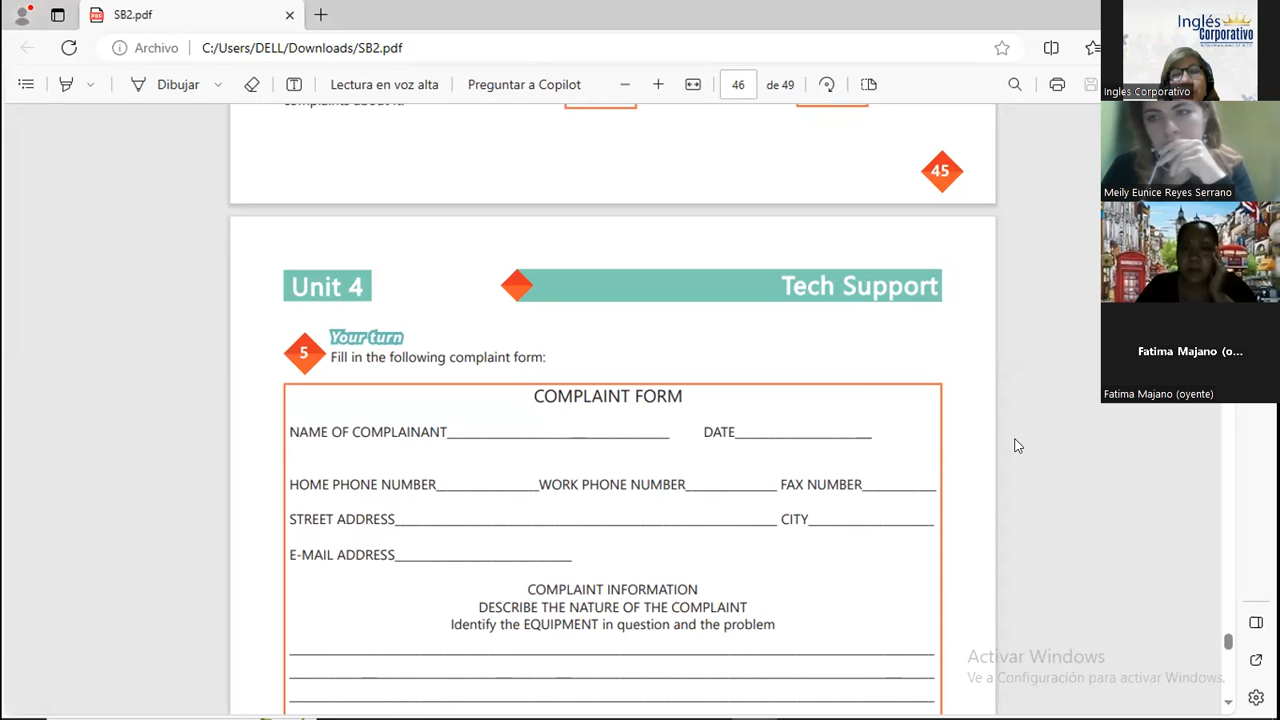 SB2.pdf
Archivo C:/Users/DELL/Downloads/SB2.pdf
Dibujar Lectura en voz alta Preguntar a Copilot 46 de 49
45
Unit 4 Tech Support
5 Your turn
Fill in the following complaint form:
COMPLAINT FORM
NAME OF COMPLAINANT DATE
HOME PHONE NUMBER WORK PHONE NUMBER FAX NUMBER
STREET ADDRESS CITY
E-MAIL ADDRESS
COMPLAINT INFORMATION
DESCRIBE THE NATURE OF THE COMPLAINT
Identify the EQUIPMENT in question and the problem
Activar Windows
Ve a Configuración para activar Windows.
Inglés
Corporativo
Ingles Corporativo
Meily Eunice Reyes Serrano
Fatima Majano (o...
Fatima Majano (oyente)